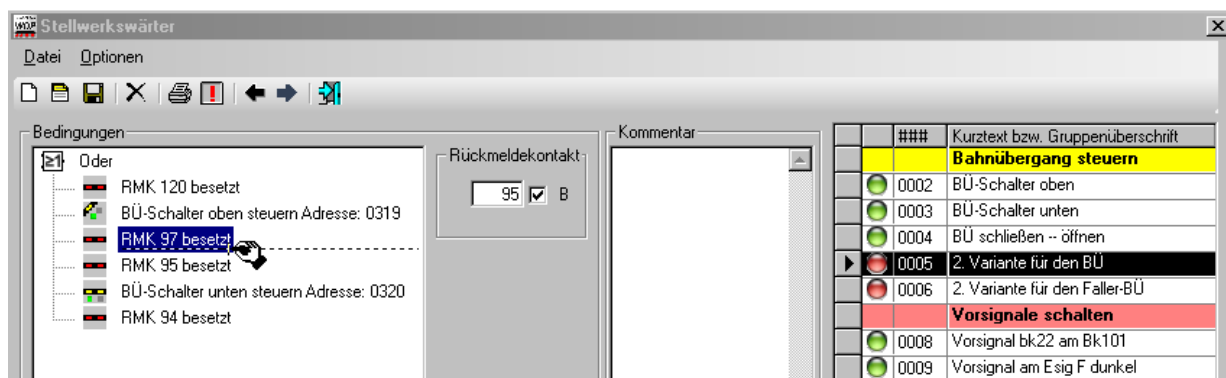 Stellwerkswärter
Datei Optionen
Bedingungen
Oder
RMK 120 besetzt
BÜ-Schalter oben steuern Adresse: 0319
RMK 97 besetzt
RMK 95 besetzt
BÜ-Schalter unten steuern Adresse: 0320
RMK 94 besetzt
Rückmeldekontakt
95 B
Kommentar
### Kurztext bzw. Gruppenüberschrift
Bahnübergang steuern
0002 BÜ-Schalter oben
0003 BÜ-Schalter unten
0004 BÜ schließen -- öffnen
0005 2. Variante für den BÜ
0006 2. Variante für den Faller-BÜ
Vorsignale schalten
0008 Vorsignal bk22 am Bk101
0009 Vorsignal am Esig F dunkel